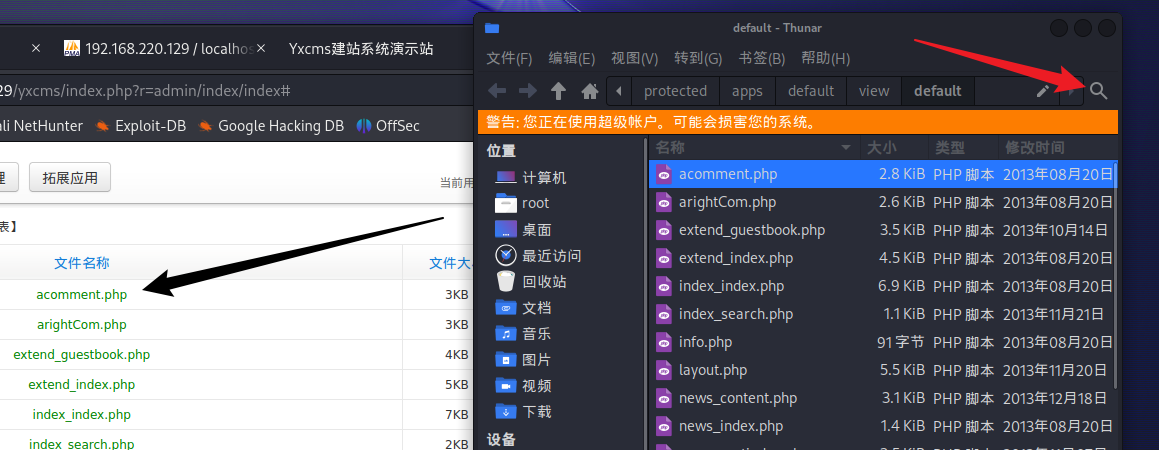 default - Thunar
192.168.220.129 / localhos
Yxcms建站系统演示站
文件(F) 编辑(E) 视图(V) 转到(G) 书签(B) 帮助(H)
29/yxcms/index.php?r=admin/index/index#
protected apps default view default
ali NetHunter Exploit-DB Google Hacking DB OffSec
警告: 您正在使用超级帐户。可能会损害您的系统。
理 拓展应用
当前用
表】
文件名称 文件大
acomment.php 3KB
arightCom.php 3KB
extend_guestbook.php 4KB
extend_index.php 5KB
index_index.php 7KB
index_search.php 2KB
位置
计算机
root
桌面
最近访问
回收站
文档
音乐
图片
视频
下载
设备
名称 大小 类型 修改时间
acomment.php 2.8 KiB PHP 脚本 2013年08月20日
arightCom.php 2.6 KiB PHP 脚本 2013年08月20日
extend_guestbook.php 3.5 KiB PHP 脚本 2013年10月14日
extend_index.php 4.5 KiB PHP 脚本 2013年08月20日
index_index.php 6.9 KiB PHP 脚本 2013年08月20日
index_search.php 1.1 KiB PHP 脚本 2013年11月21日
info.php 91 字节 PHP 脚本 2013年08月20日
layout.php 5.5 KiB PHP 脚本 2013年11月20日
news_content.php 3.1 KiB PHP 脚本 2013年12月18日
news_index.php 1.4 KiB PHP 脚本 2013年08月20日